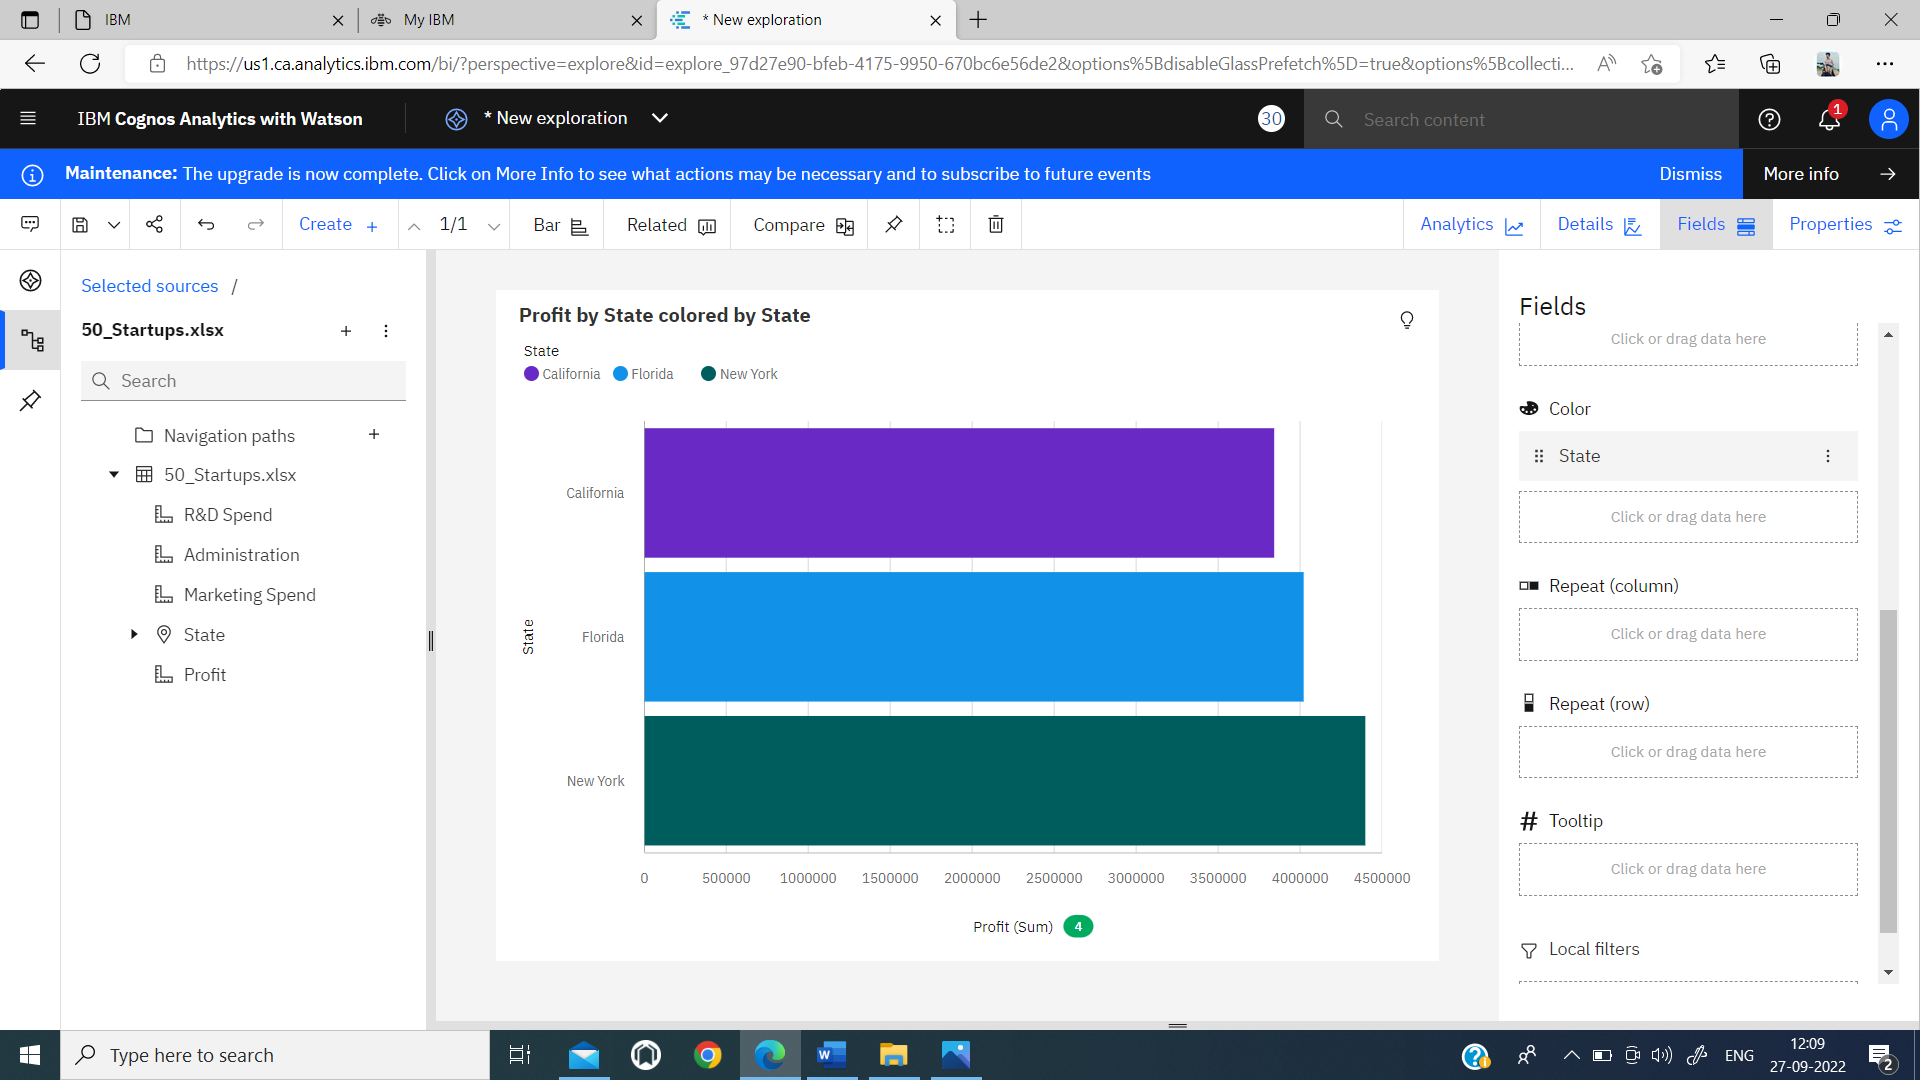 IBM
My IBM
* New exploration
https://us1.ca.analytics.ibm.com/bi/?perspective=explore&id=explore_97d27e90-bfeb-4175-9950-670bc6e56de2&options%5BdisableGlassPrefetch%5D=true&options%5Bcollecti...
IBM Cognos Analytics with Watson
* New exploration
30
Search content
1
Maintenance: The upgrade is now complete. Click on More Info to see what actions may be necessary and to subscribe to future events
Dismiss
More info
Create
1/1
Bar
Related
Compare
Analytics
Details
Fields
Properties
Selected sources /
50_Startups.xlsx
Search
Navigation paths
50_Startups.xlsx
R&D Spend
Administration
Marketing Spend
State
Profit
Profit by State colored by State
State
California
Florida
New York
State
California
Florida
New York
0
500000
1000000
1500000
2000000
2500000
3000000
3500000
4000000
4500000
Profit (Sum)
4
Fields
Click or drag data here
Color
State
Click or drag data here
Repeat (column)
Click or drag data here
Repeat (row)
Click or drag data here
Tooltip
Click or drag data here
Local filters
Type here to search
ENG
12:09
27-09-2022
2